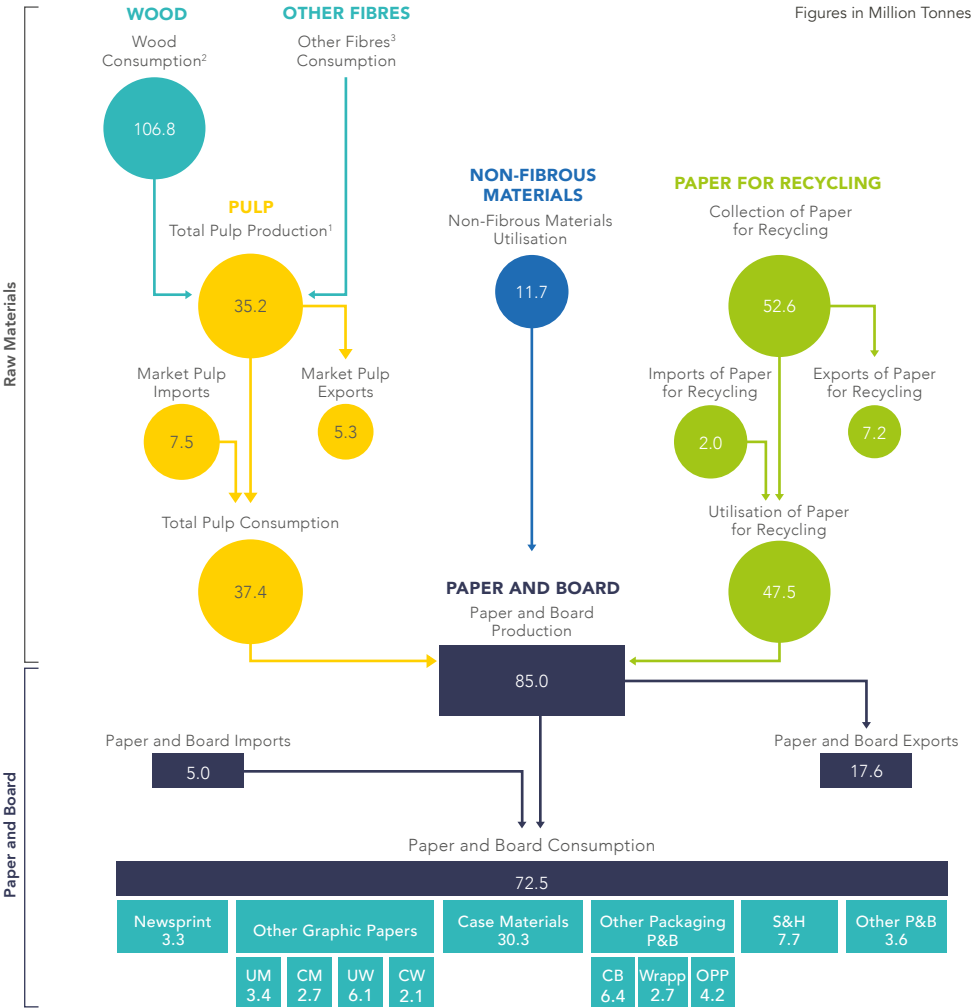 WOOD
OTHER FIBRES
Figures in Million Tonnes
Wood
Consumption²
Other Fibres³
Consumption
106.8
NON-FIBROUS
MATERIALS
Non-Fibrous Materials
Utilisation
PAPER FOR RECYCLING
Collection of Paper
for Recycling
PULP
Total Pulp Production¹
35.2
11.7
52.6
Market Pulp
Imports
Market Pulp
Exports
Imports of Paper
for Recycling
Exports of Paper
for Recycling
7.5
5.3
2.0
7.2
Total Pulp Consumption
Utilisation of Paper
for Recycling
37.4
47.5
Raw Materials
PAPER AND BOARD
Paper and Board
Production
85.0
Paper and Board Imports
5.0
Paper and Board Exports
17.6
Paper and Board
Paper and Board Consumption
72.5
Newsprint
3.3
Other Graphic Papers
Case Materials
30.3
Other Packaging
P&B
S&H
7.7
Other P&B
3.6
UM
3.4
CM
2.7
UW
6.1
CW
2.1
CB
6.4
Wrapp
2.7
OPP
4.2